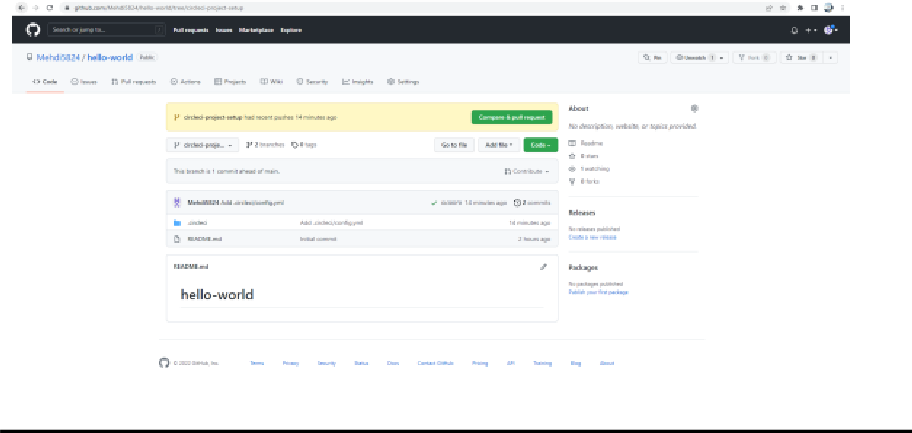 github.com/Mehdi5824/hello-world/tree/circleci-project-setup
Search or jump to... / Pull requests Issues Marketplace Explore
Mehdi5824 / hello-world Public
Pin Unwatch 1 Fork 0 Star 0
Code Issues Pull requests Actions Projects Wiki Security Insights Settings
circleci-project-setup had recent pushes 14 minutes ago Compare & pull request
circleci-proje... 2 branches 0 tags Go to file Add file Code
This branch is 1 commit ahead of main. Contribute
Mehdi5824 Add .circleci/config.yml 14 minutes ago 2 commits
.circleci Add .circleci/config.yml 14 minutes ago
README.md Initial commit 2 hours ago
README.md
hello-world
About
No description, website, or topics provided.
Readme
0 stars
1 watching
0 forks
Releases
No releases published
Create a new release
Packages
No packages published
Publish your first package
© 2022 GitHub, Inc. Terms Privacy Security Status Docs Contact GitHub Pricing API Training Blog About